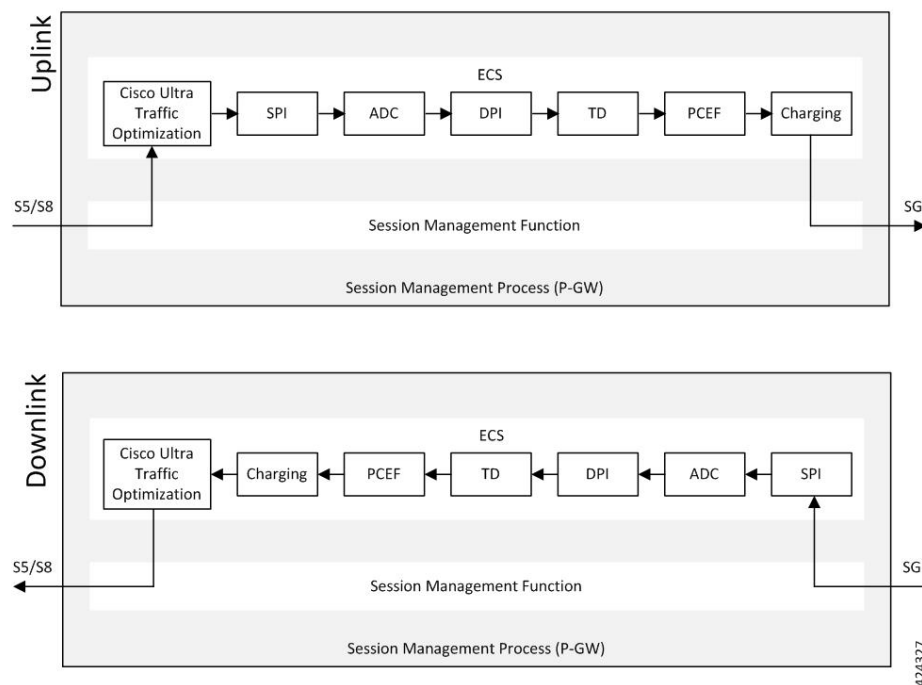 Uplink
ECS
Cisco Ultra
Traffic
Optimization
SPI
ADC
DPI
TD
PCEF
Charging
S5/S8
SG
Session Management Function
Session Management Process (P-GW)
Downlink
ECS
Cisco Ultra
Traffic
Optimization
Charging
PCEF
TD
DPI
ADC
SPI
S5/S8
SG
Session Management Function
Session Management Process (P-GW)
424327